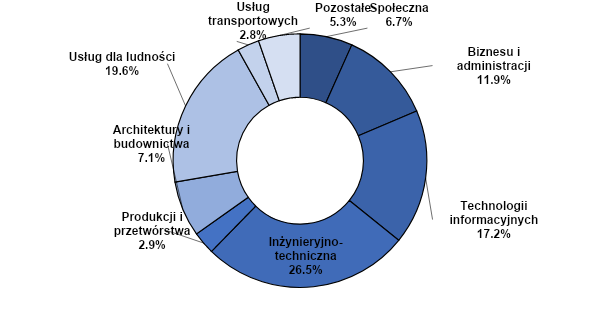 Usług
transportowych
2.8%
Pozostałe
5.3%
Społeczna
6.7%
Biznesu i
administracji
11.9%
Technologii
informacyjnych
17.2%
Inżynieryjno-
techniczna
26.5%
Produkcji i
przetwórstwa
2.9%
Architektury i
budownictwa
7.1%
Usług dla ludności
19.6%